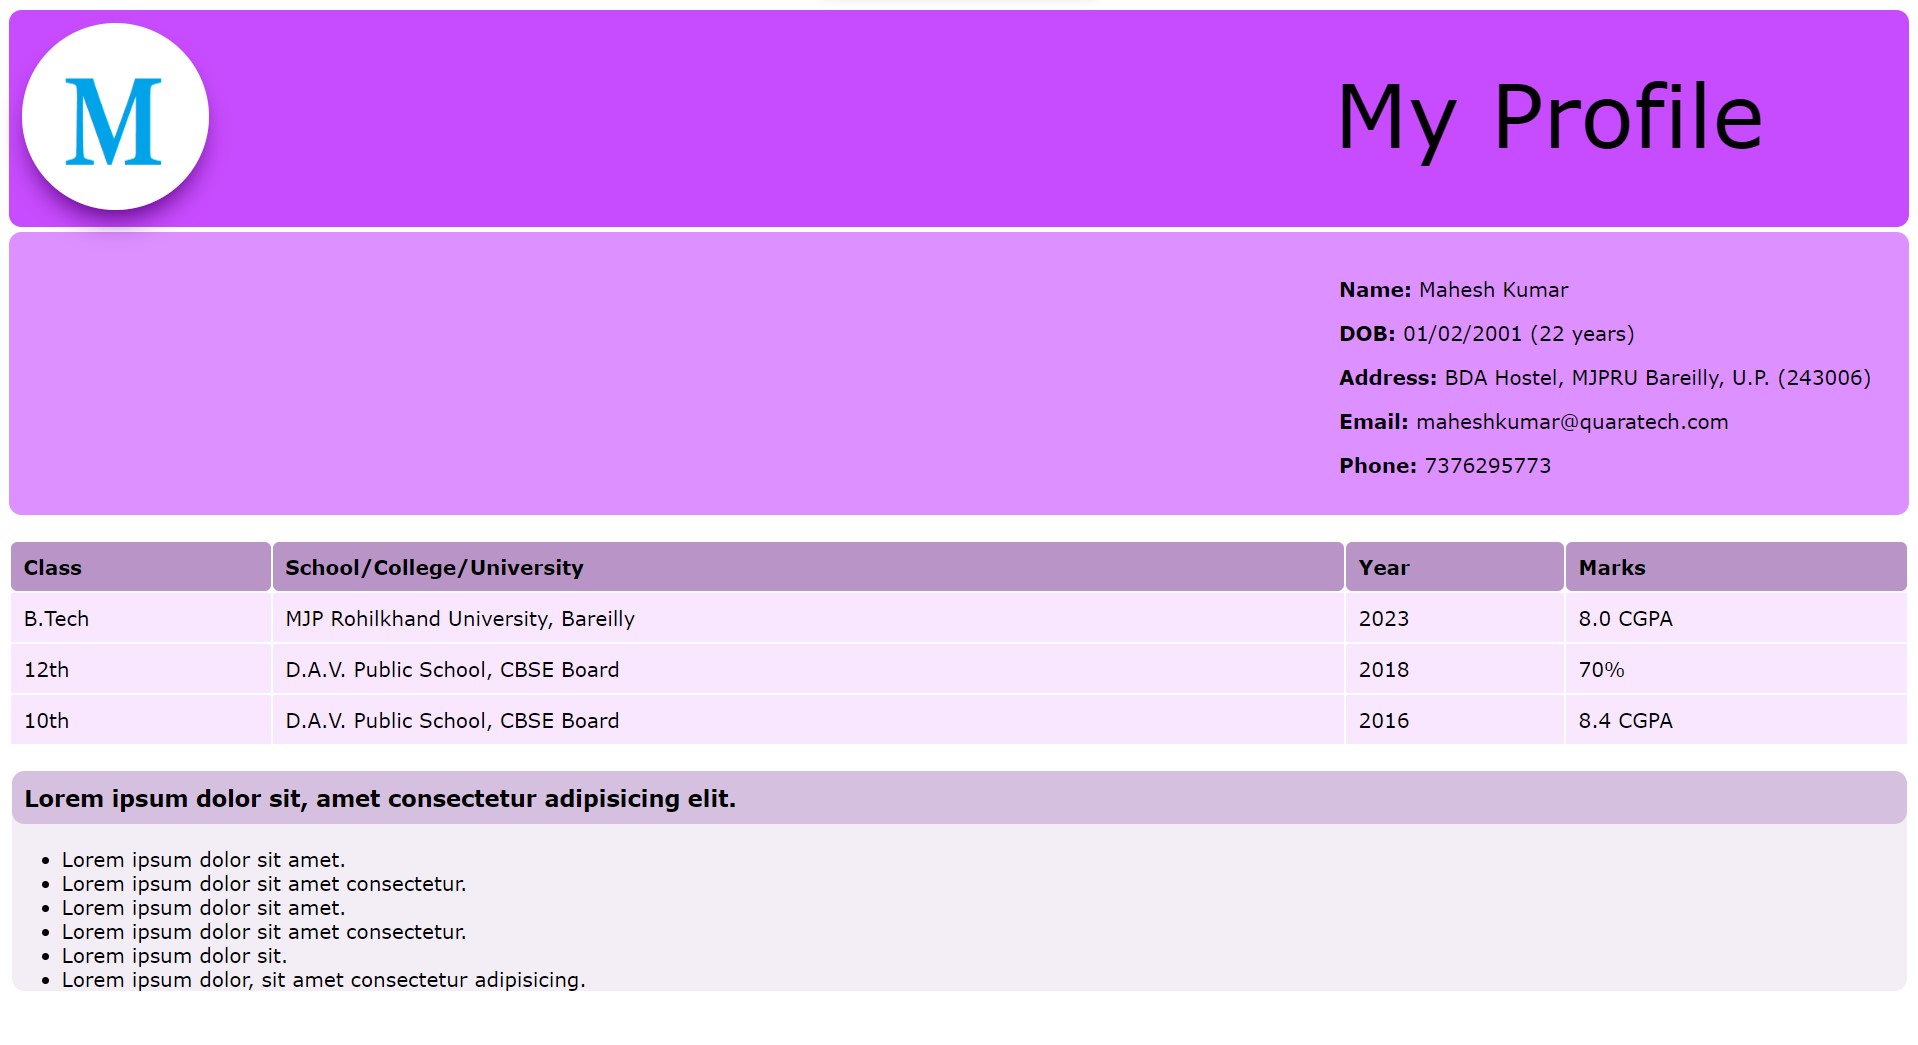 M
My Profile
Name: Mahesh Kumar
DOB: 01/02/2001 (22 years)
Address: BDA Hostel, MJPRU Bareilly, U.P. (243006)
Email: maheshkumar@quaratech.com
Phone: 7376295773
Class School/College/University Year Marks
B.Tech MJP Rohilkhand University, Bareilly 2023 8.0 CGPA
12th D.A.V. Public School, CBSE Board 2018 70%
10th D.A.V. Public School, CBSE Board 2016 8.4 CGPA
Lorem ipsum dolor sit, amet consectetur adipisicing elit.
• Lorem ipsum dolor sit amet.
• Lorem ipsum dolor sit amet consectetur.
• Lorem ipsum dolor sit amet.
• Lorem ipsum dolor sit amet consectetur.
• Lorem ipsum dolor sit.
• Lorem ipsum dolor, sit amet consectetur adipisicing.